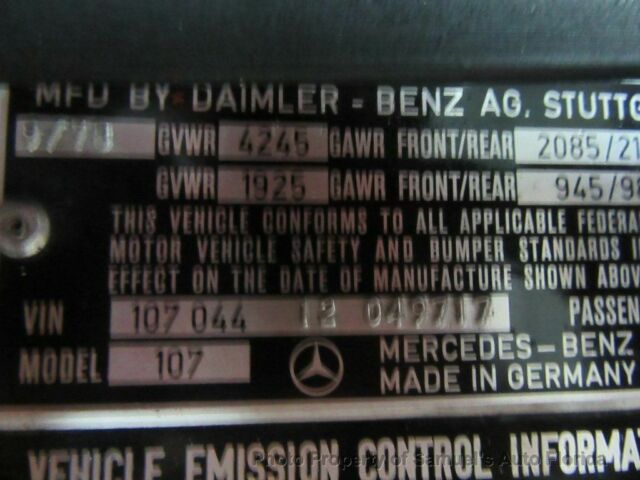 MFD BY DAIMLER - BENZ AG. STUTTG
9/78 GVWR 4245 GAWR FRONT/REAR 2085/21
GVWR 1925 GAWR FRONT/REAR 945/98
THIS VEHICLE CONFORMS TO ALL APPLICABLE FEDERA
MOTOR VEHICLE SAFETY AND BUMPER STANDARDS I
EFFECT ON THE DATE OF MANUFACTURE SHOWN ABOV
VIN 107 044 12 049717 PASSEN
MODEL 107 MERCEDES-BENZ
MADE IN GERMANY
VEHICLE EMISSION CONTROL INFORMAT
Photo Property of Samuel's Auto Florida